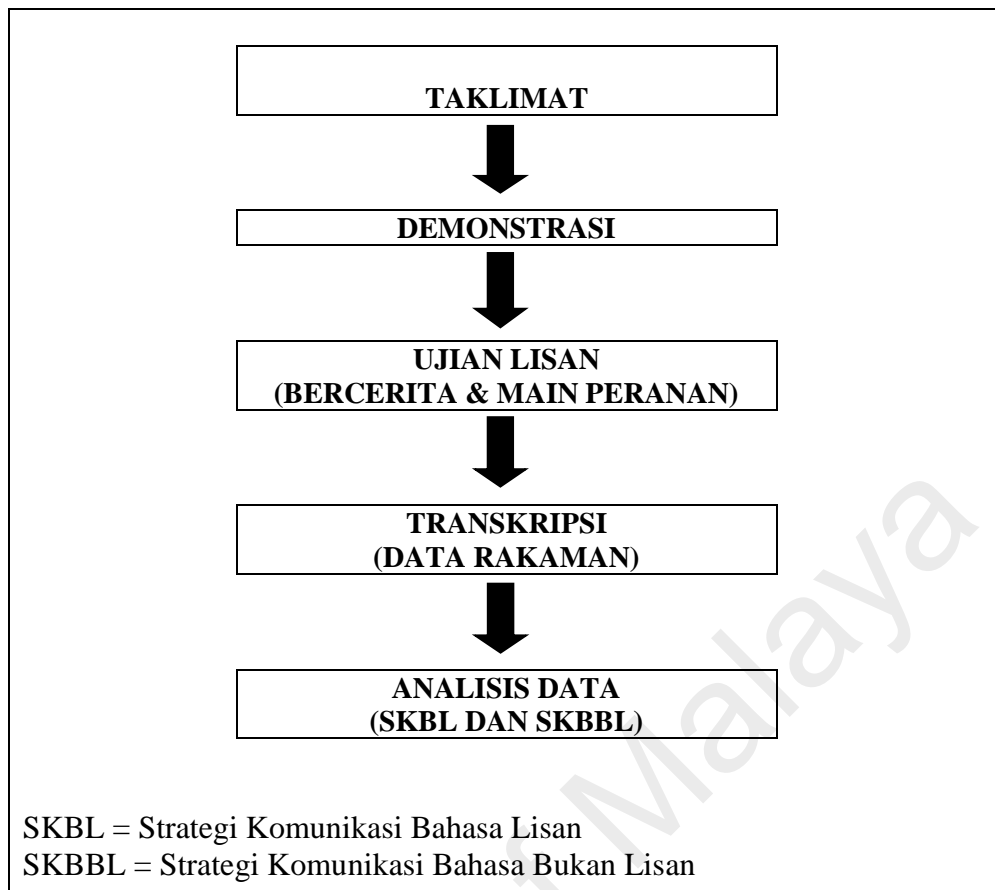 TAKLIMAT
DEMONSTRASI
UJIAN LISAN
(BERCERITA & MAIN PERANAN)
TRANSKRIPSI
(DATA RAKAMAN)
ANALISIS DATA
(SKBL DAN SKBBL)
SKBL = Strategi Komunikasi Bahasa Lisan
SKBBL = Strategi Komunikasi Bahasa Bukan Lisan
f Malaya